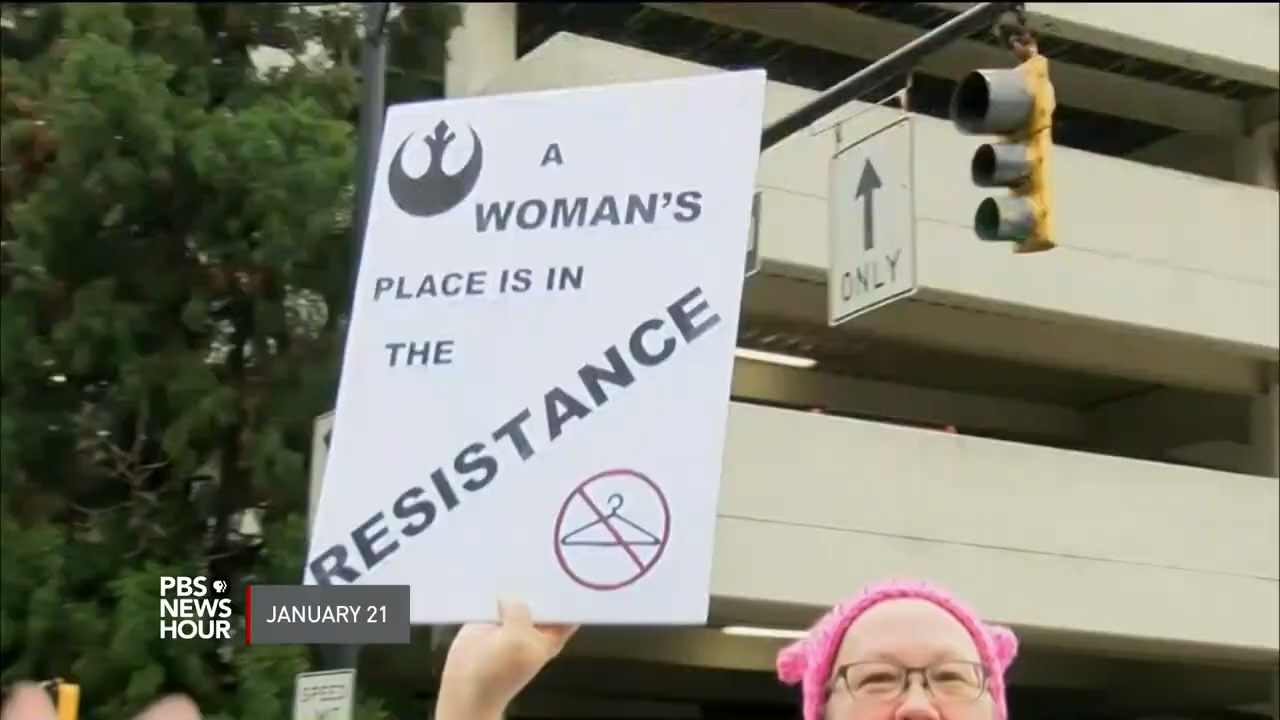 A
WOMAN'S
PLACE IS IN
THE
RESISTANCE
ONLY
PBS
NEWS
HOUR
JANUARY 21